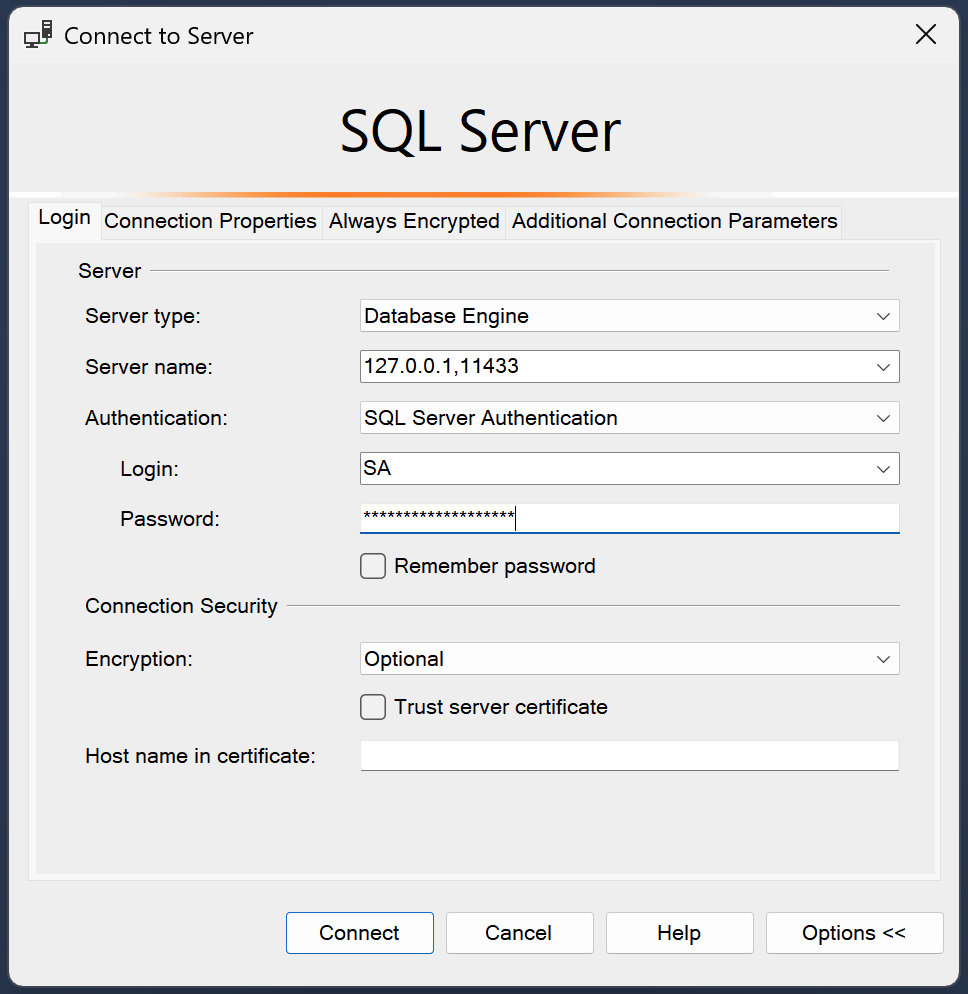 Connect to Server
SQL Server
Login Connection Properties Always Encrypted Additional Connection Parameters
Server
Server type: Database Engine
Server name: 127.0.0.1,11433
Authentication: SQL Server Authentication
Login: SA
Password: *******************
Remember password
Connection Security
Encryption: Optional
Trust server certificate
Host name in certificate:
Connect Cancel Help Options <<